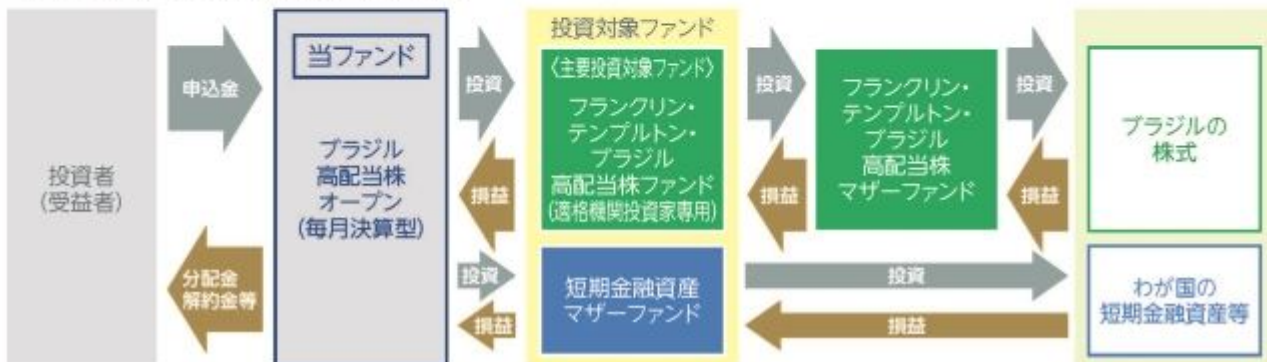 投資者
(受益者)
申込金
分配金
解約金等
当ファンド
ブラジル
高配当株
オープン
(毎月決算型)
投資
損益
投資
損益
投資対象ファンド
〈主要投資対象ファンド〉
フランクリン・
テンプルトン・
ブラジル
高配当株ファンド
(適格機関投資家専用)
短期金融資産
マザーファンド
投資
損益
フランクリン・
テンプルトン・
ブラジル
高配当株
マザーファンド
投資
損益
投資
損益
ブラジルの
株式
わが国の
短期金融資産等